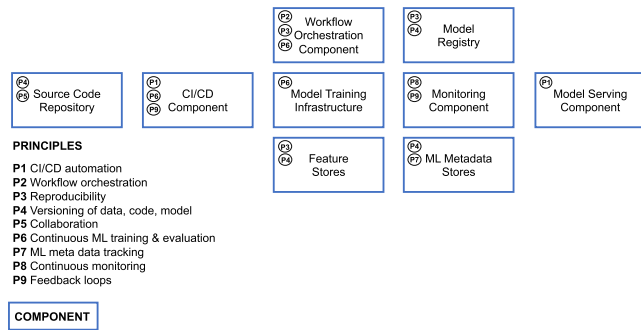 P2
P3
P6
Workflow
Orchestration
Component
P3
P4
Model
Registry
P4
P5
Source Code
Repository
P1
P6
P9
CI/CD
Component
P6
Model Training
Infrastructure
P8
P9
Monitoring
Component
P1
Model Serving
Component
P3
P4
Feature
Stores
P4
P7
ML Metadata
Stores
PRINCIPLES
P1 CI/CD automation
P2 Workflow orchestration
P3 Reproducibility
P4 Versioning of data, code, model
P5 Collaboration
P6 Continuous ML training & evaluation
P7 ML meta data tracking
P8 Continuous monitoring
P9 Feedback loops
COMPONENT